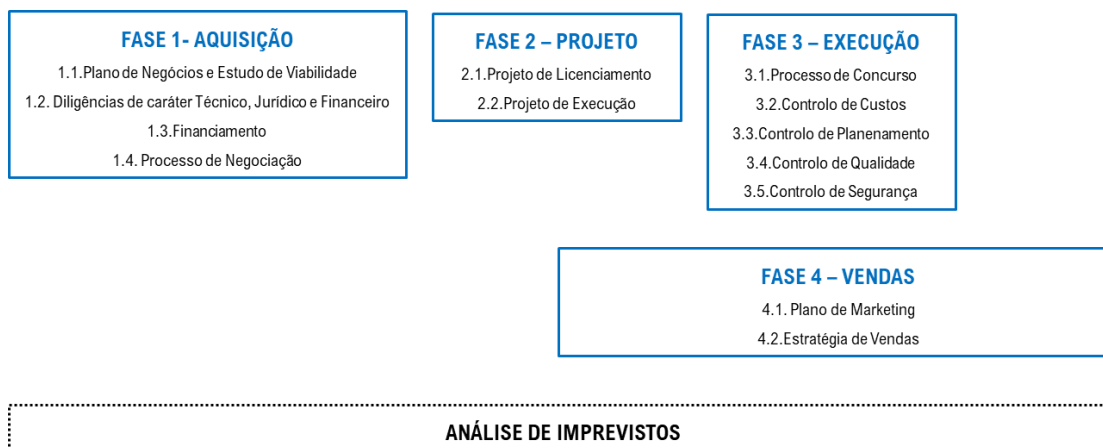 FASE 1- AQUISIÇÃO
1.1.Plano de Negócios e Estudo de Viabilidade
1.2. Diligências de caráter Técnico, Jurídico e Financeiro
1.3.Financiamento
1.4. Processo de Negociação
FASE 2 – PROJETO
2.1.Projeto de Licenciamento
2.2.Projeto de Execução
FASE 3 – EXECUÇÃO
3.1.Processo de Concurso
3.2.Controlo de Custos
3.3.Controlo de Planenamento
3.4.Controlo de Qualidade
3.5.Controlo de Segurança
FASE 4 – VENDAS
4.1. Plano de Marketing
4.2.Estratégia de Vendas
ANÁLISE DE IMPREVISTOS